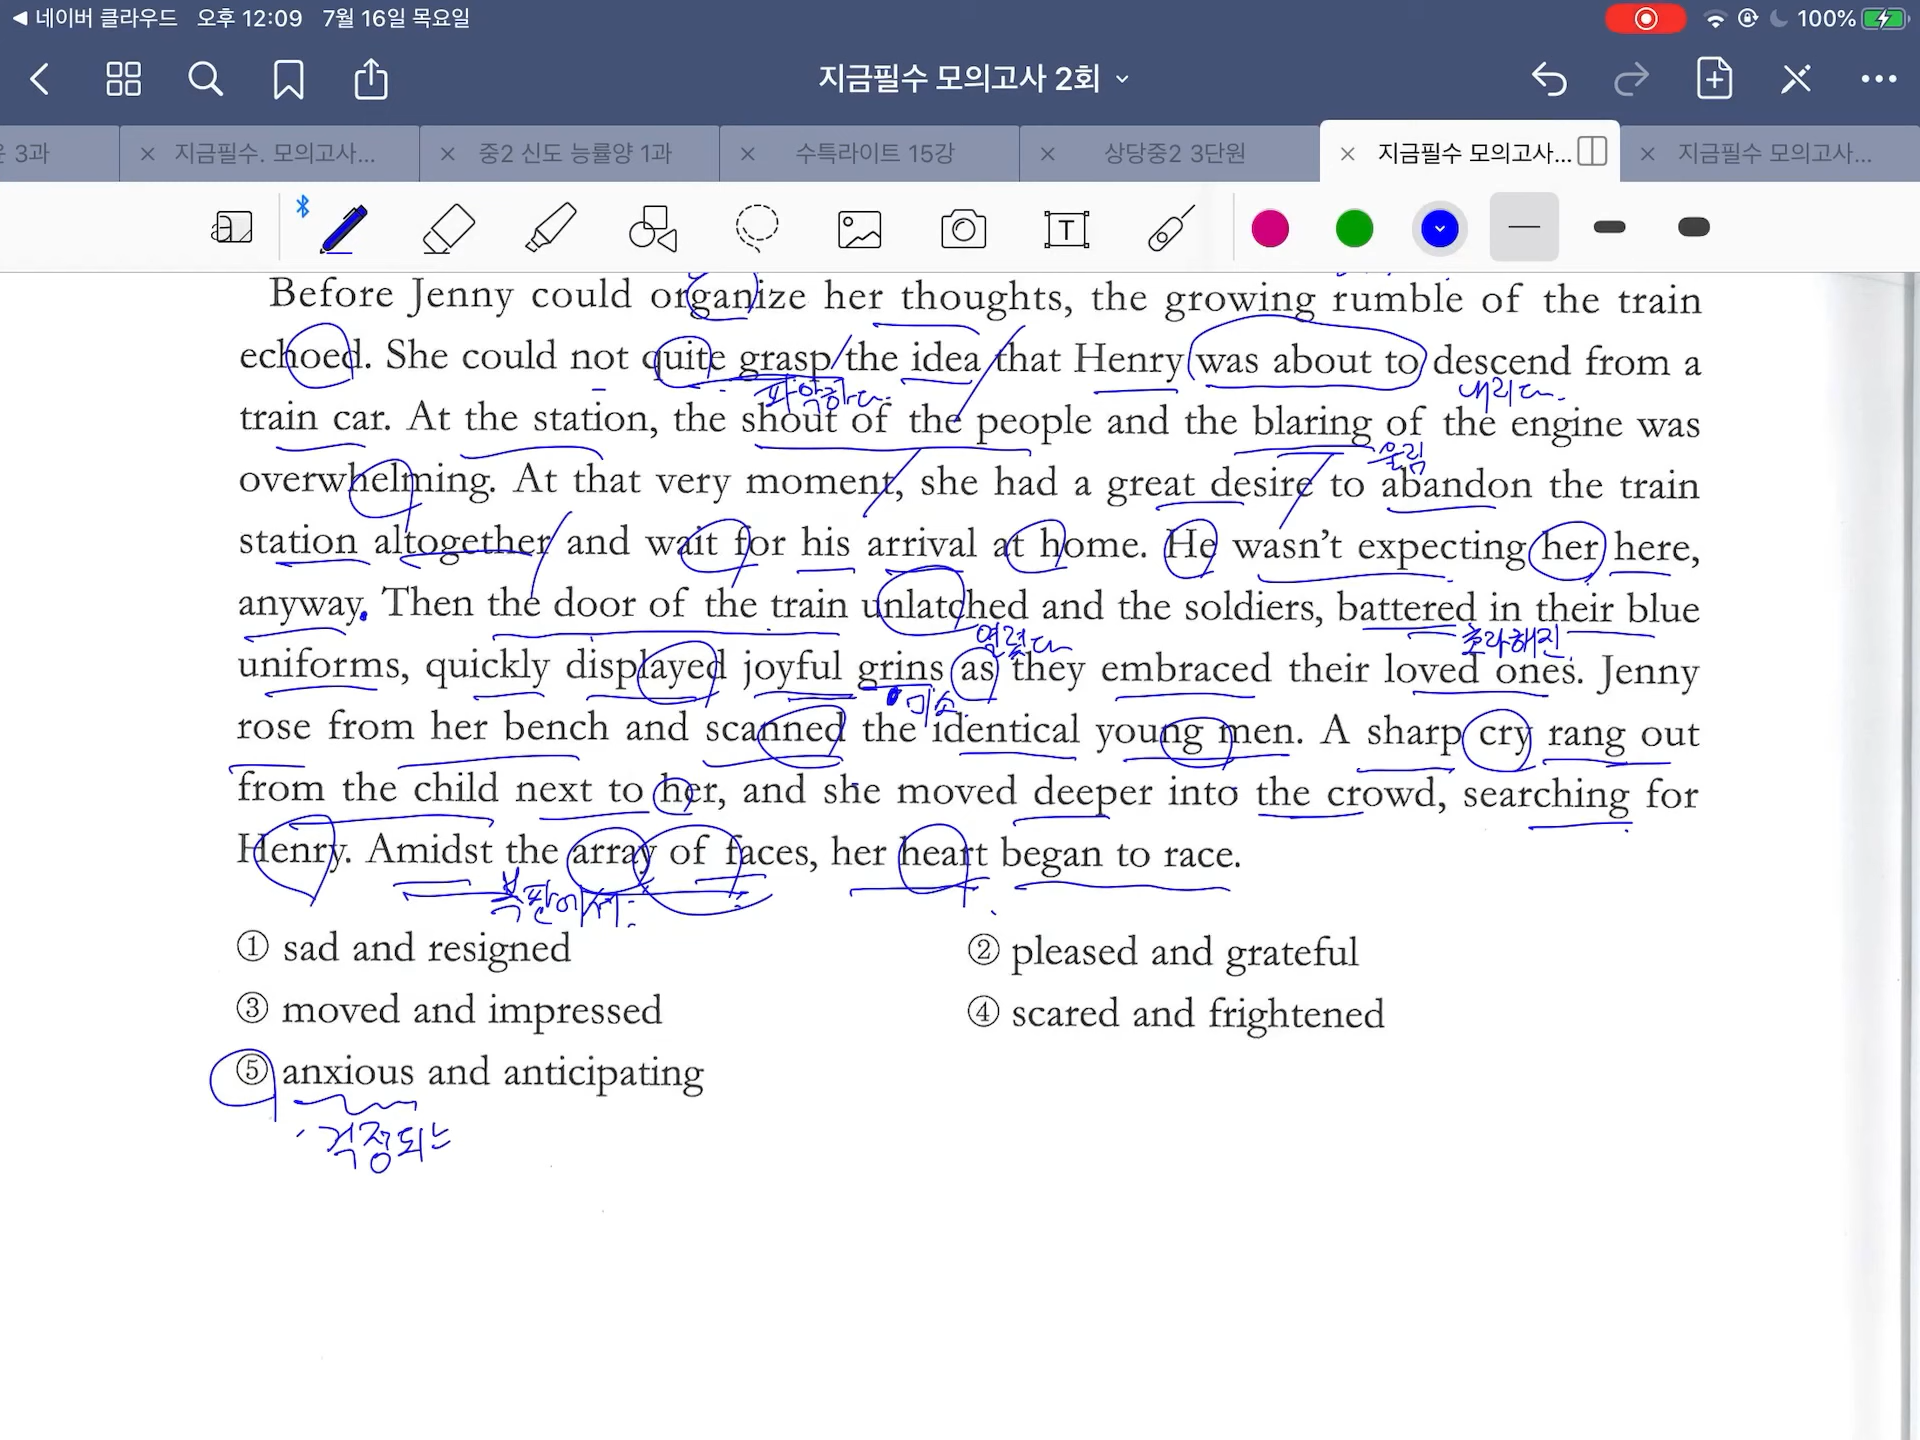 네이버 클라우드 오후 12:09 7월 16일 목요일 100%
지금필수 모의고사 2회
3과 지금필수. 모의고사... 중2 신도 능률양 1과 수특라이트 15강 상당중2 3단원 지금필수 모의고사... 지금필수 모의고사...
T
Before Jenny could organize her thoughts, the growing rumble of the train
echoed. She could not quite grasp the idea that Henry was about to descend from a
파악하다. 내리다.
train car. At the station, the shout of the people and the blaring of the engine was
울림
overwhelming. At that very moment, she had a great desire to abandon the train
station altogether and wait for his arrival at home. He wasn't expecting her here,
anyway. Then the door of the train unlatched and the soldiers, battered in their blue
열렸다 초라해진
uniforms, quickly displayed joyful grins as they embraced their loved ones. Jenny
미소
rose from her bench and scanned the identical young men. A sharp cry rang out
from the child next to her, and she moved deeper into the crowd, searching for
Henry. Amidst the array of faces, her heart began to race.
복판에서
① sad and resigned ② pleased and grateful
③ moved and impressed ④ scared and frightened
⑤ anxious and anticipating
걱정되는